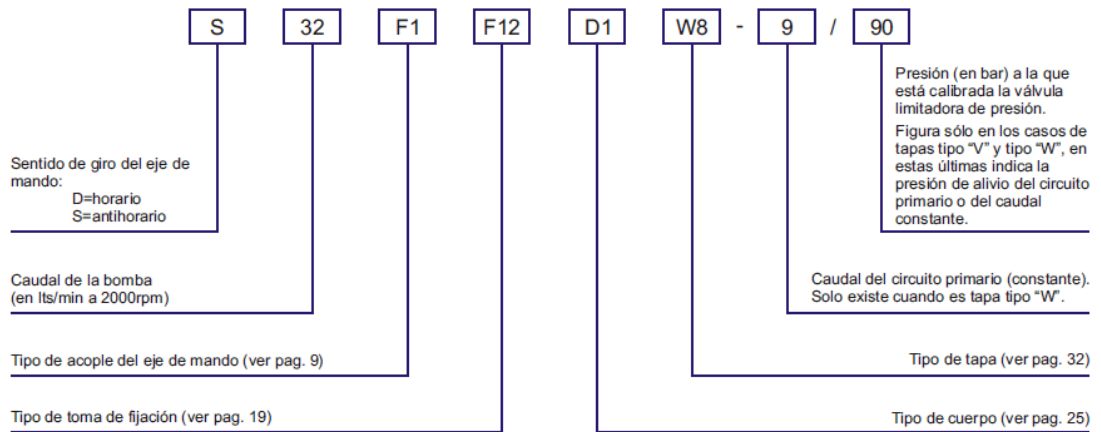 S 32 F1 F12 D1 W8 - 9 / 90
Presión (en bar) a la que
está calibrada la válvula
limitadora de presión.
Figura sólo en los casos de
tapas tipo “V” y tipo “W”, en
estas últimas indica la
presión de alivio del circuito
primario o del caudal
constante.
Sentido de giro del eje de
mando:
D=horario
S=antihorario
Caudal de la bomba
(en lts/min a 2000rpm)
Caudal del circuito primario (constante).
Solo existe cuando es tapa tipo “W”.
Tipo de acople del eje de mando (ver pag. 9)
Tipo de tapa (ver pag. 32)
Tipo de toma de fijación (ver pag. 19)
Tipo de cuerpo (ver pag. 25)